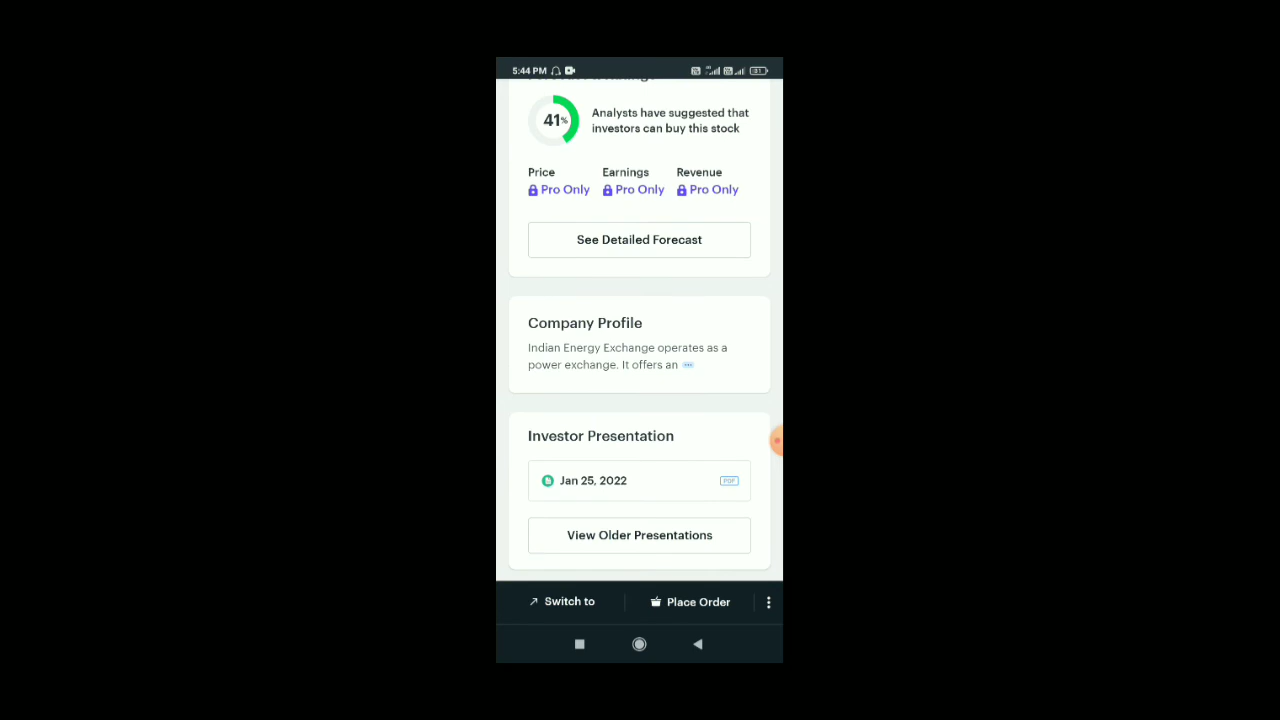 5:44 PM
31
41%
Analysts have suggested that
investors can buy this stock
Price Earnings Revenue
Pro Only Pro Only Pro Only
See Detailed Forecast
Company Profile
Indian Energy Exchange operates as a
power exchange. It offers an •••
Investor Presentation
Jan 25, 2022 PDF
View Older Presentations
Switch to Place Order